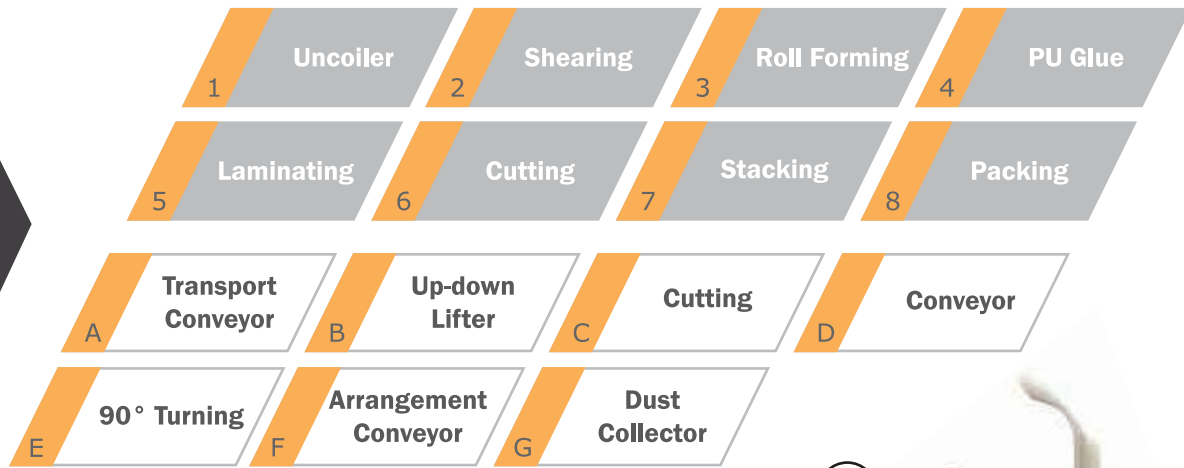 1 Uncoiler
2 Shearing
3 Roll Forming
4 PU Glue
5 Laminating
6 Cutting
7 Stacking
8 Packing
A Transport
Conveyor
B Up-down
Lifter
C Cutting
D Conveyor
E 90° Turning
F Arrangement
Conveyor
G Dust
Collector